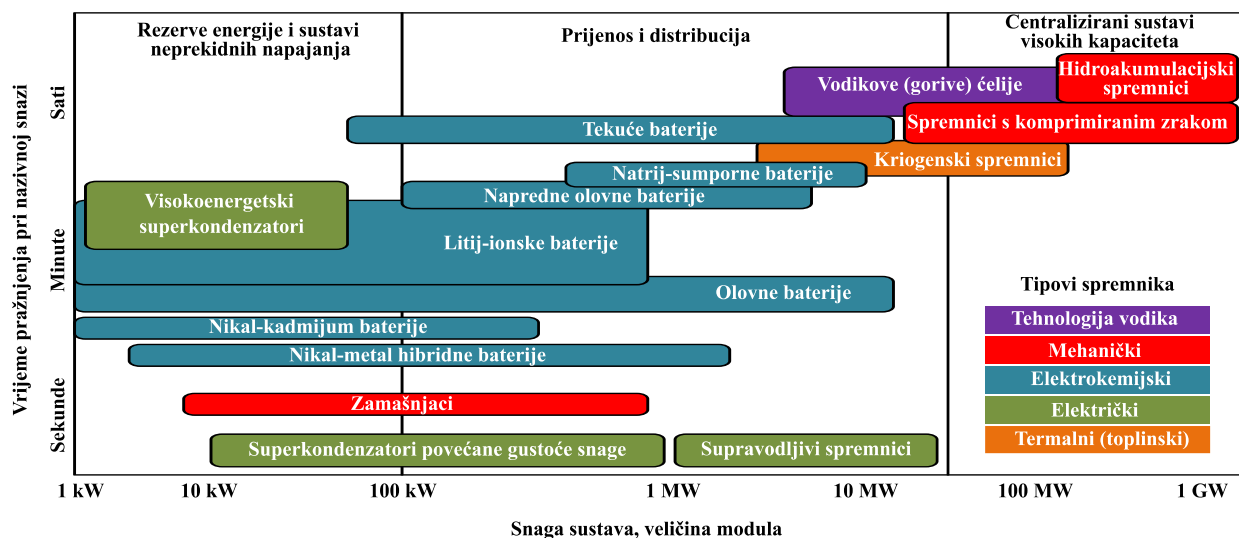 Rezerve energije i sustavi
neprekidnih napajanja
Prijenos i distribucija
Centralizirani sustavi
visokih kapaciteta
Vrijeme pražnjenja pri nazivnoj snazi
Sati
Minute
Sekunde
Vodikove (gorive) ćelije
Hidroakumulacijski
spremnici
Tekuće baterije
Spremnici s komprimiranim zrakom
Kriogenski spremnici
Natrij-sumporne baterije
Napredne olovne baterije
Visokoenergetski
superkondenzatori
Litij-ionske baterije
Olovne baterije
Nikal-kadmijum baterije
Nikal-metal hibridne baterije
Zamašnjaci
Superkondenzatori povećane gustoće snage
Supravodljivi spremnici
Tipovi spremnika
Tehnologija vodika
Mehanički
Elektrokemijski
Električki
Termalni (toplinski)
1 kW
10 kW
100 kW
1 MW
10 MW
100 MW
1 GW
Snaga sustava, veličina modula